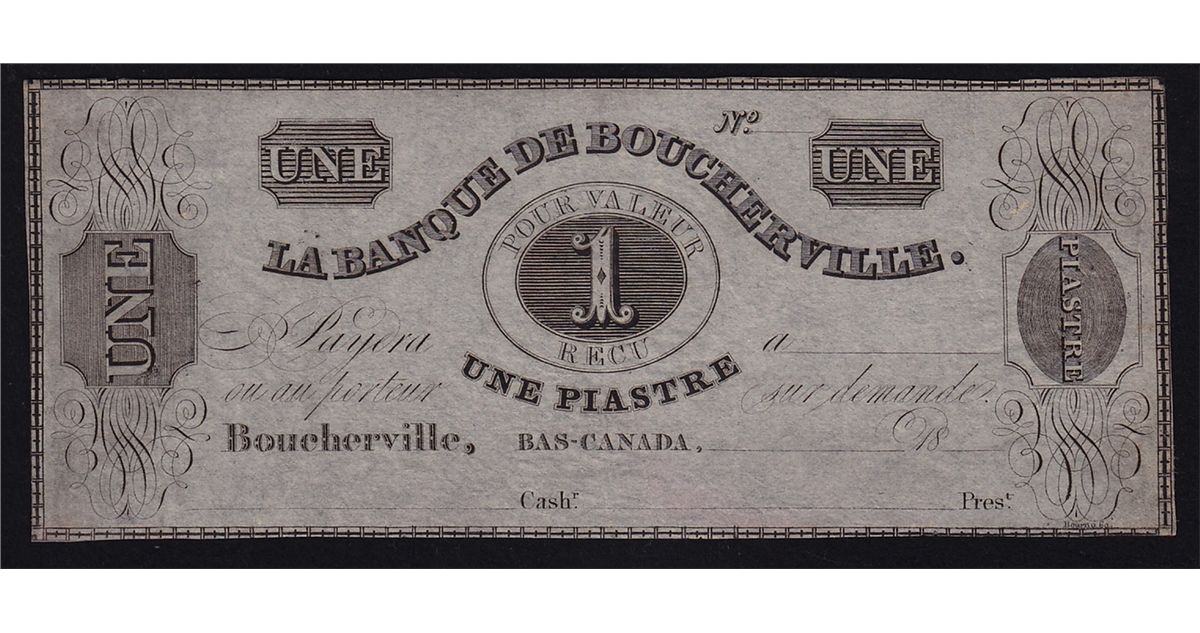 No.
UNE
UNE
LA BANQUE DE BOUCHERVILLE.
POUR VALEUR
1
RECU
UNE
PIASTRE
Payera
UNE PIASTRE
a
ou au porteur
sur demande.
Boucherville, BAS-CANADA, 18
Cashr.
Prest.